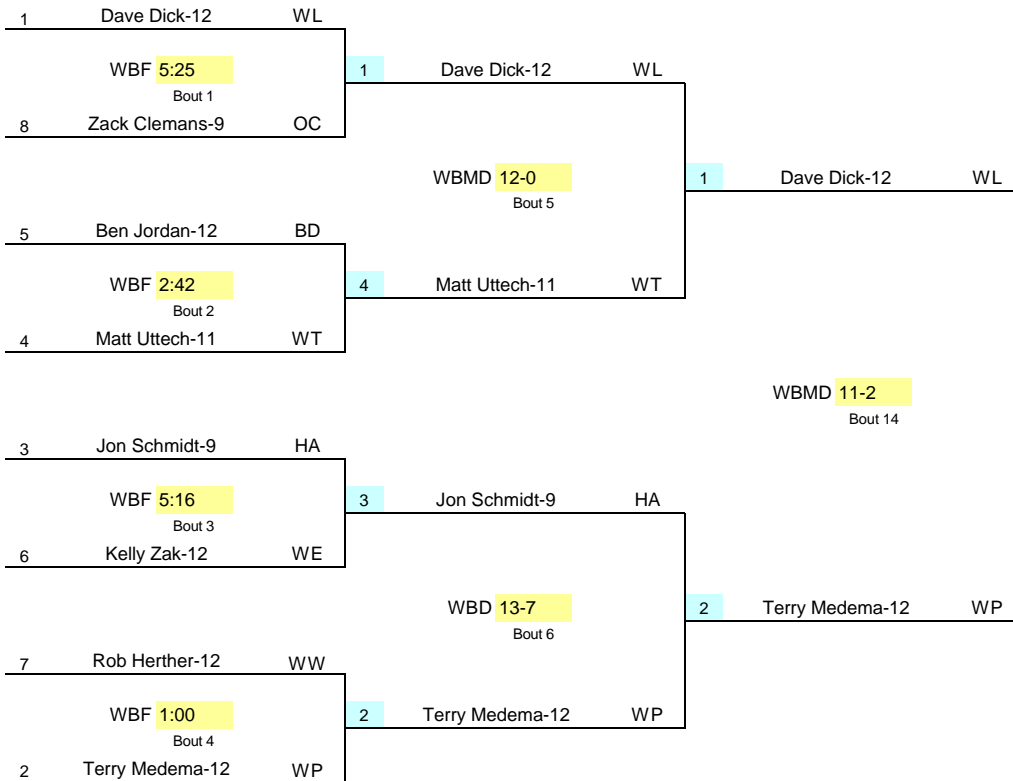 1 Dave Dick-12 WL
WBF 5:25 1 Dave Dick-12 WL
Bout 1
8 Zack Clemans-9 OC
WBMD 12-0 1 Dave Dick-12 WL
Bout 5
5 Ben Jordan-12 BD
WBF 2:42 4 Matt Uttech-11 WT
Bout 2
4 Matt Uttech-11 WT
WBMD 11-2
Bout 14
3 Jon Schmidt-9 HA
WBF 5:16 3 Jon Schmidt-9 HA
Bout 3
6 Kelly Zak-12 WE
WBD 13-7 2 Terry Medema-12 WP
Bout 6
7 Rob Herther-12 WW
WBF 1:00 2 Terry Medema-12 WP
Bout 4
2 Terry Medema-12 WP